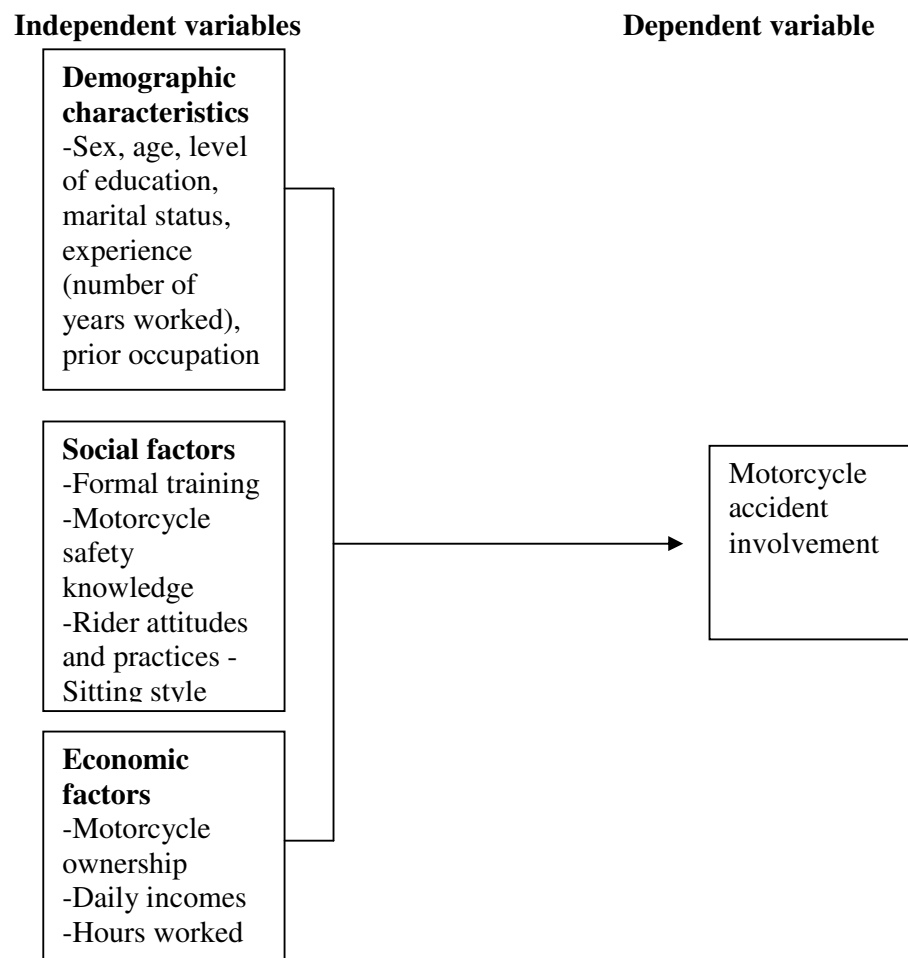 Independent variables
Dependent variable
Demographic
characteristics
-Sex, age, level
of education,
marital status,
experience
(number of
years worked),
prior occupation
Social factors
-Formal training
-Motorcycle
safety
knowledge
-Rider attitudes
and practices -
Sitting style
Economic
factors
-Motorcycle
ownership
-Daily incomes
-Hours worked
Motorcycle
accident
involvement